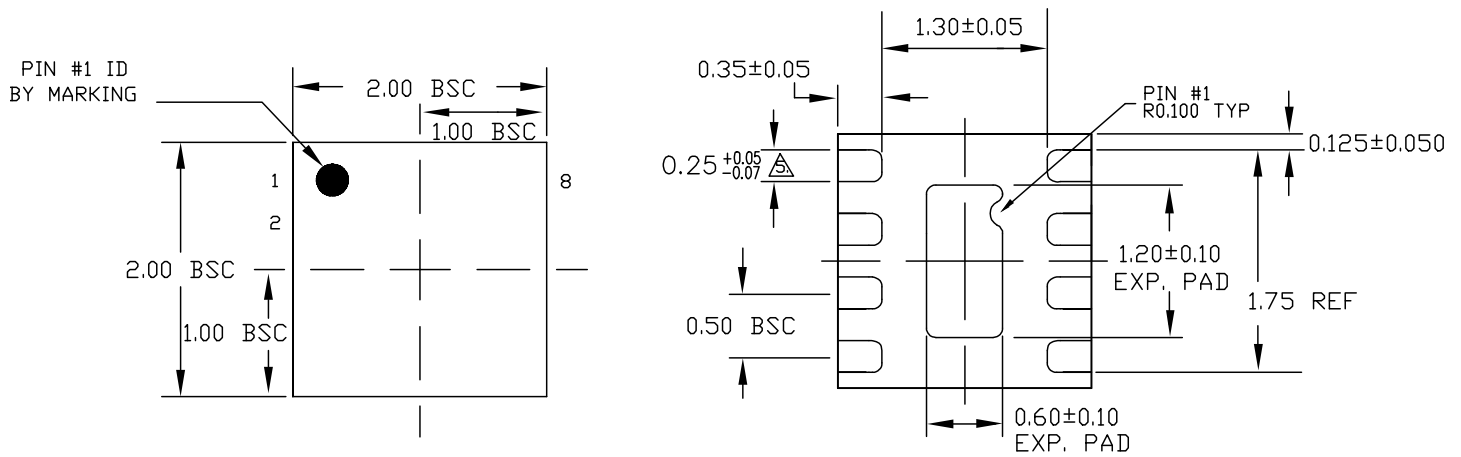 PIN #1 ID
BY MARKING
2.00 BSC
1.00 BSC
1
2
8
2.00 BSC
1.00 BSC
1.30±0.05
0.35±0.05
PIN #1
R0.100 TYP
0.125±0.050
0.25 +0.05
-0.07
5.
1.20±0.10
EXP. PAD
1.75 REF
0.50 BSC
0.60±0.10
EXP. PAD